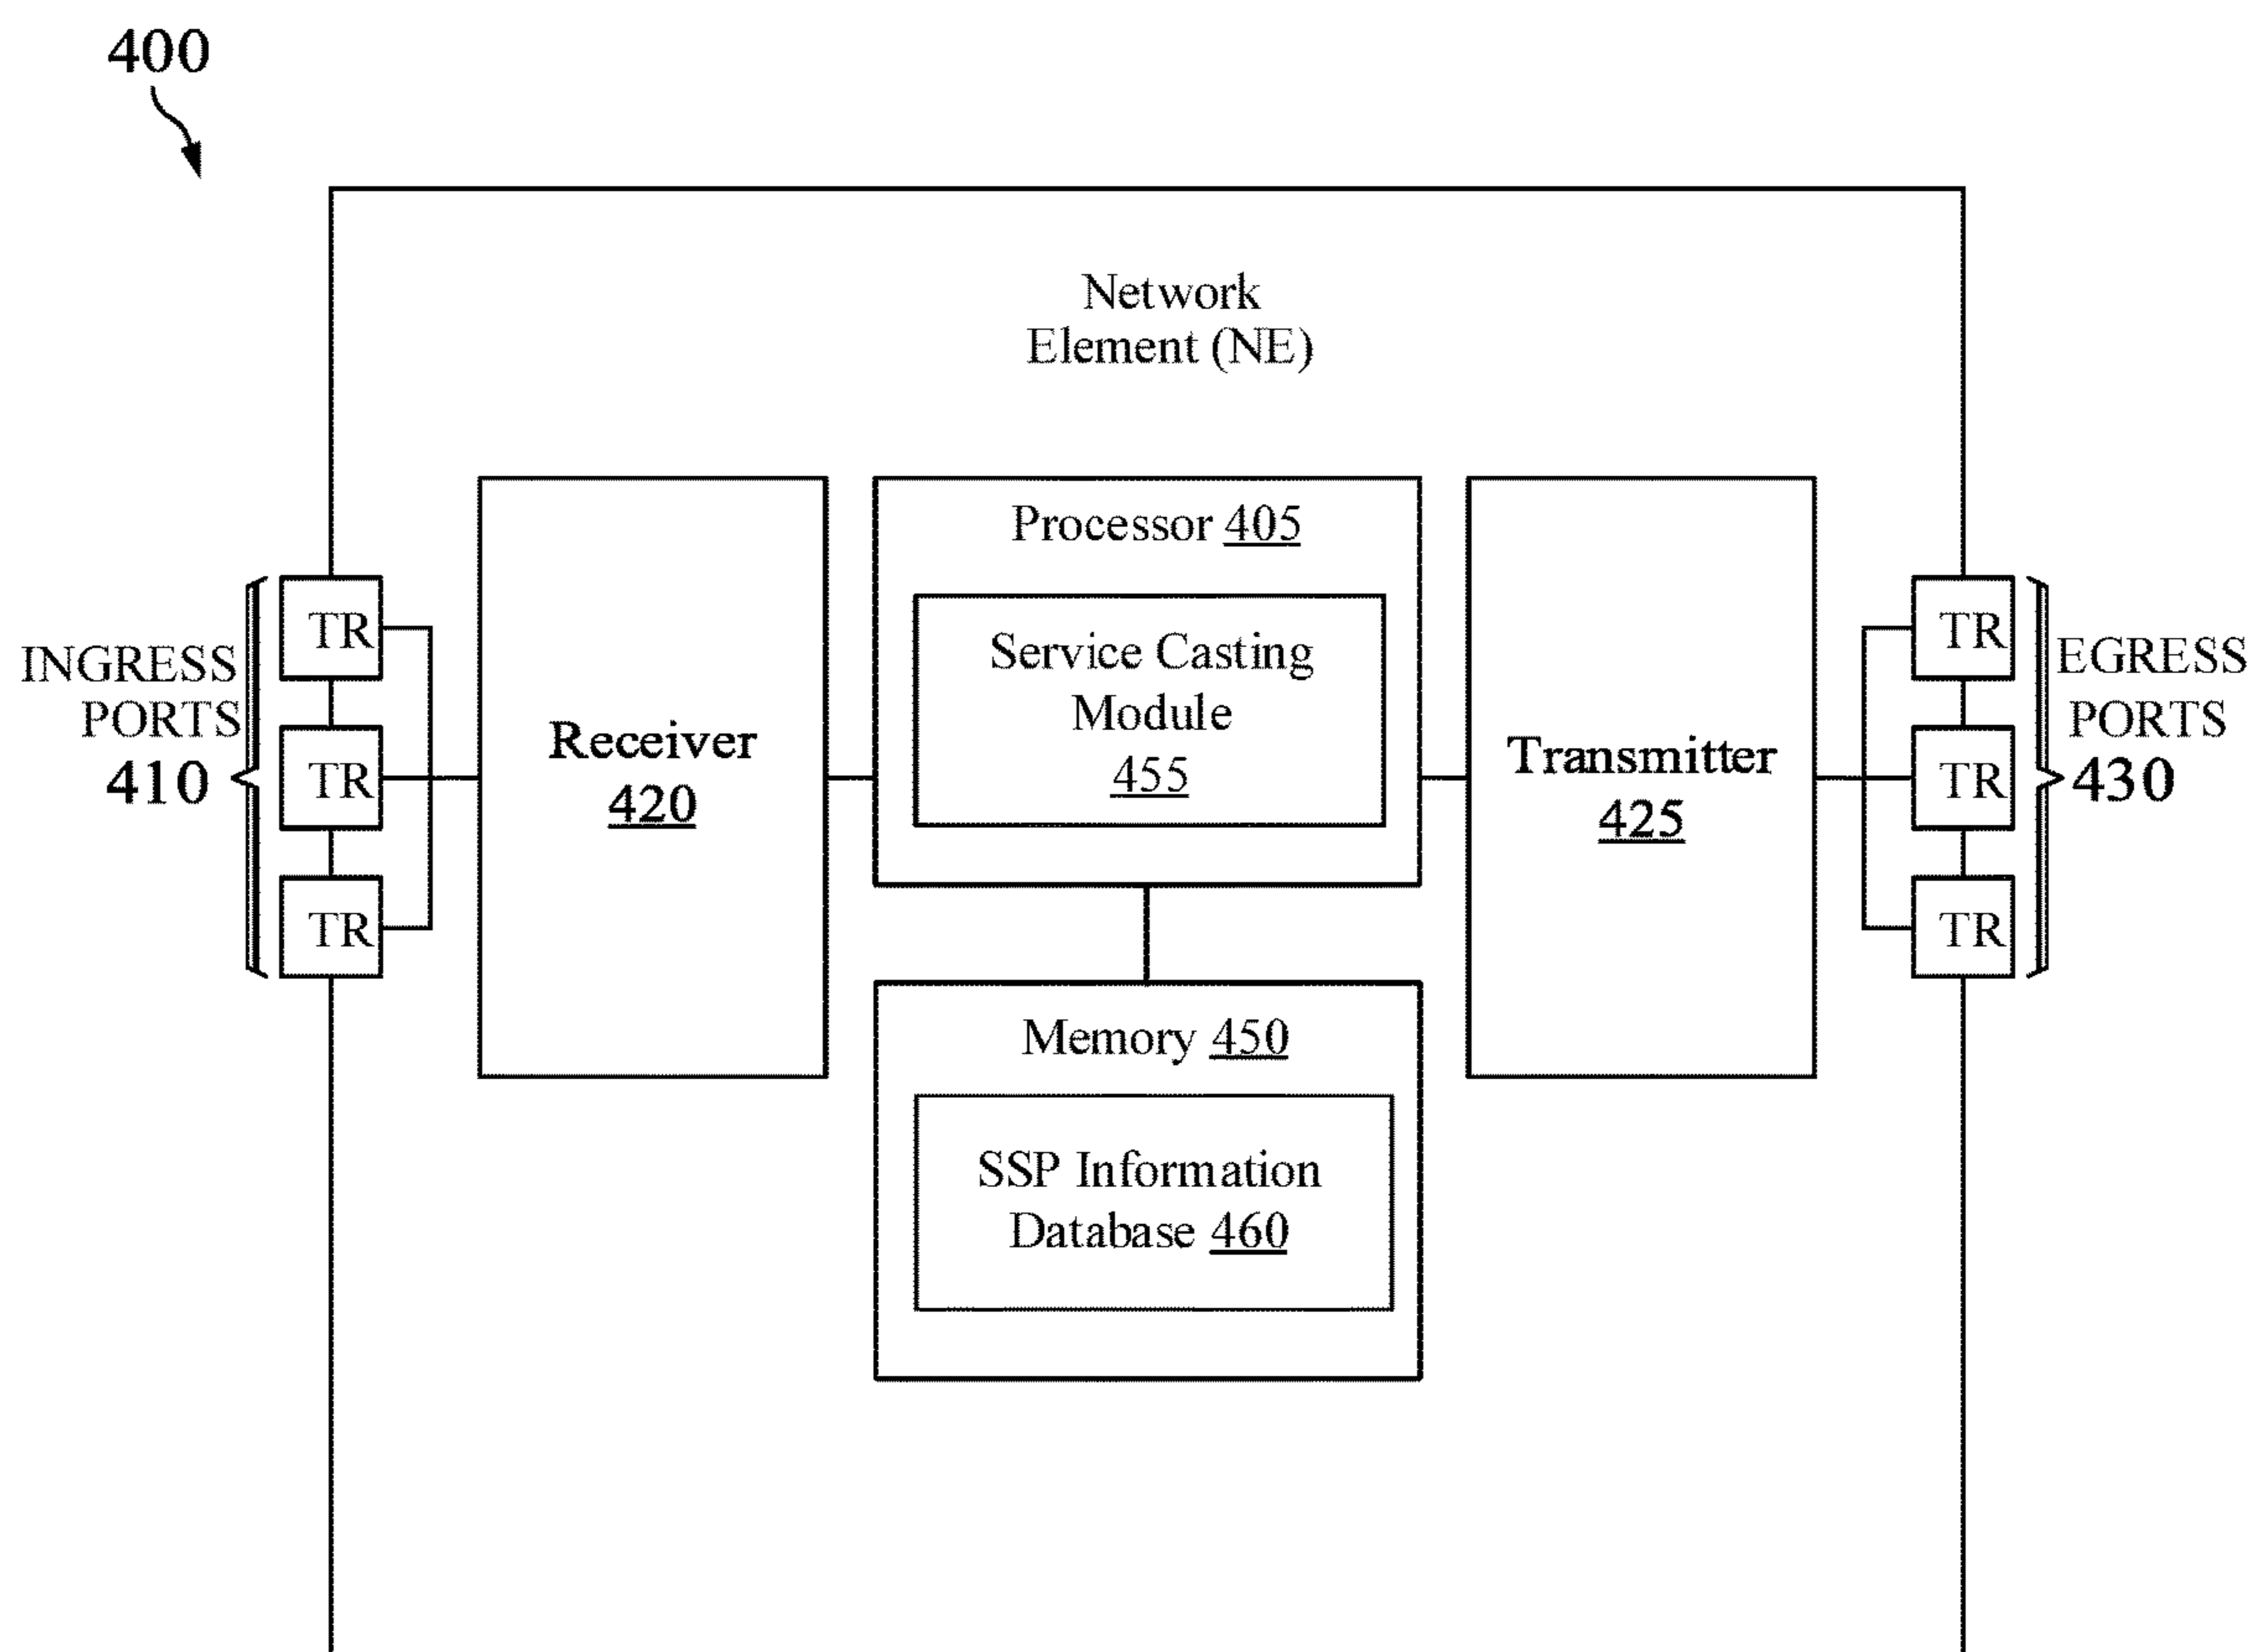 400
Network
Element (NE)
INGRESS
PORTS
410
TR
TR
TR
Receiver
420
Processor 405
Service Casting
Module
455
Memory 450
SSP Information
Database 460
Transmitter
425
TR
TR
TR
EGRESS
PORTS
430